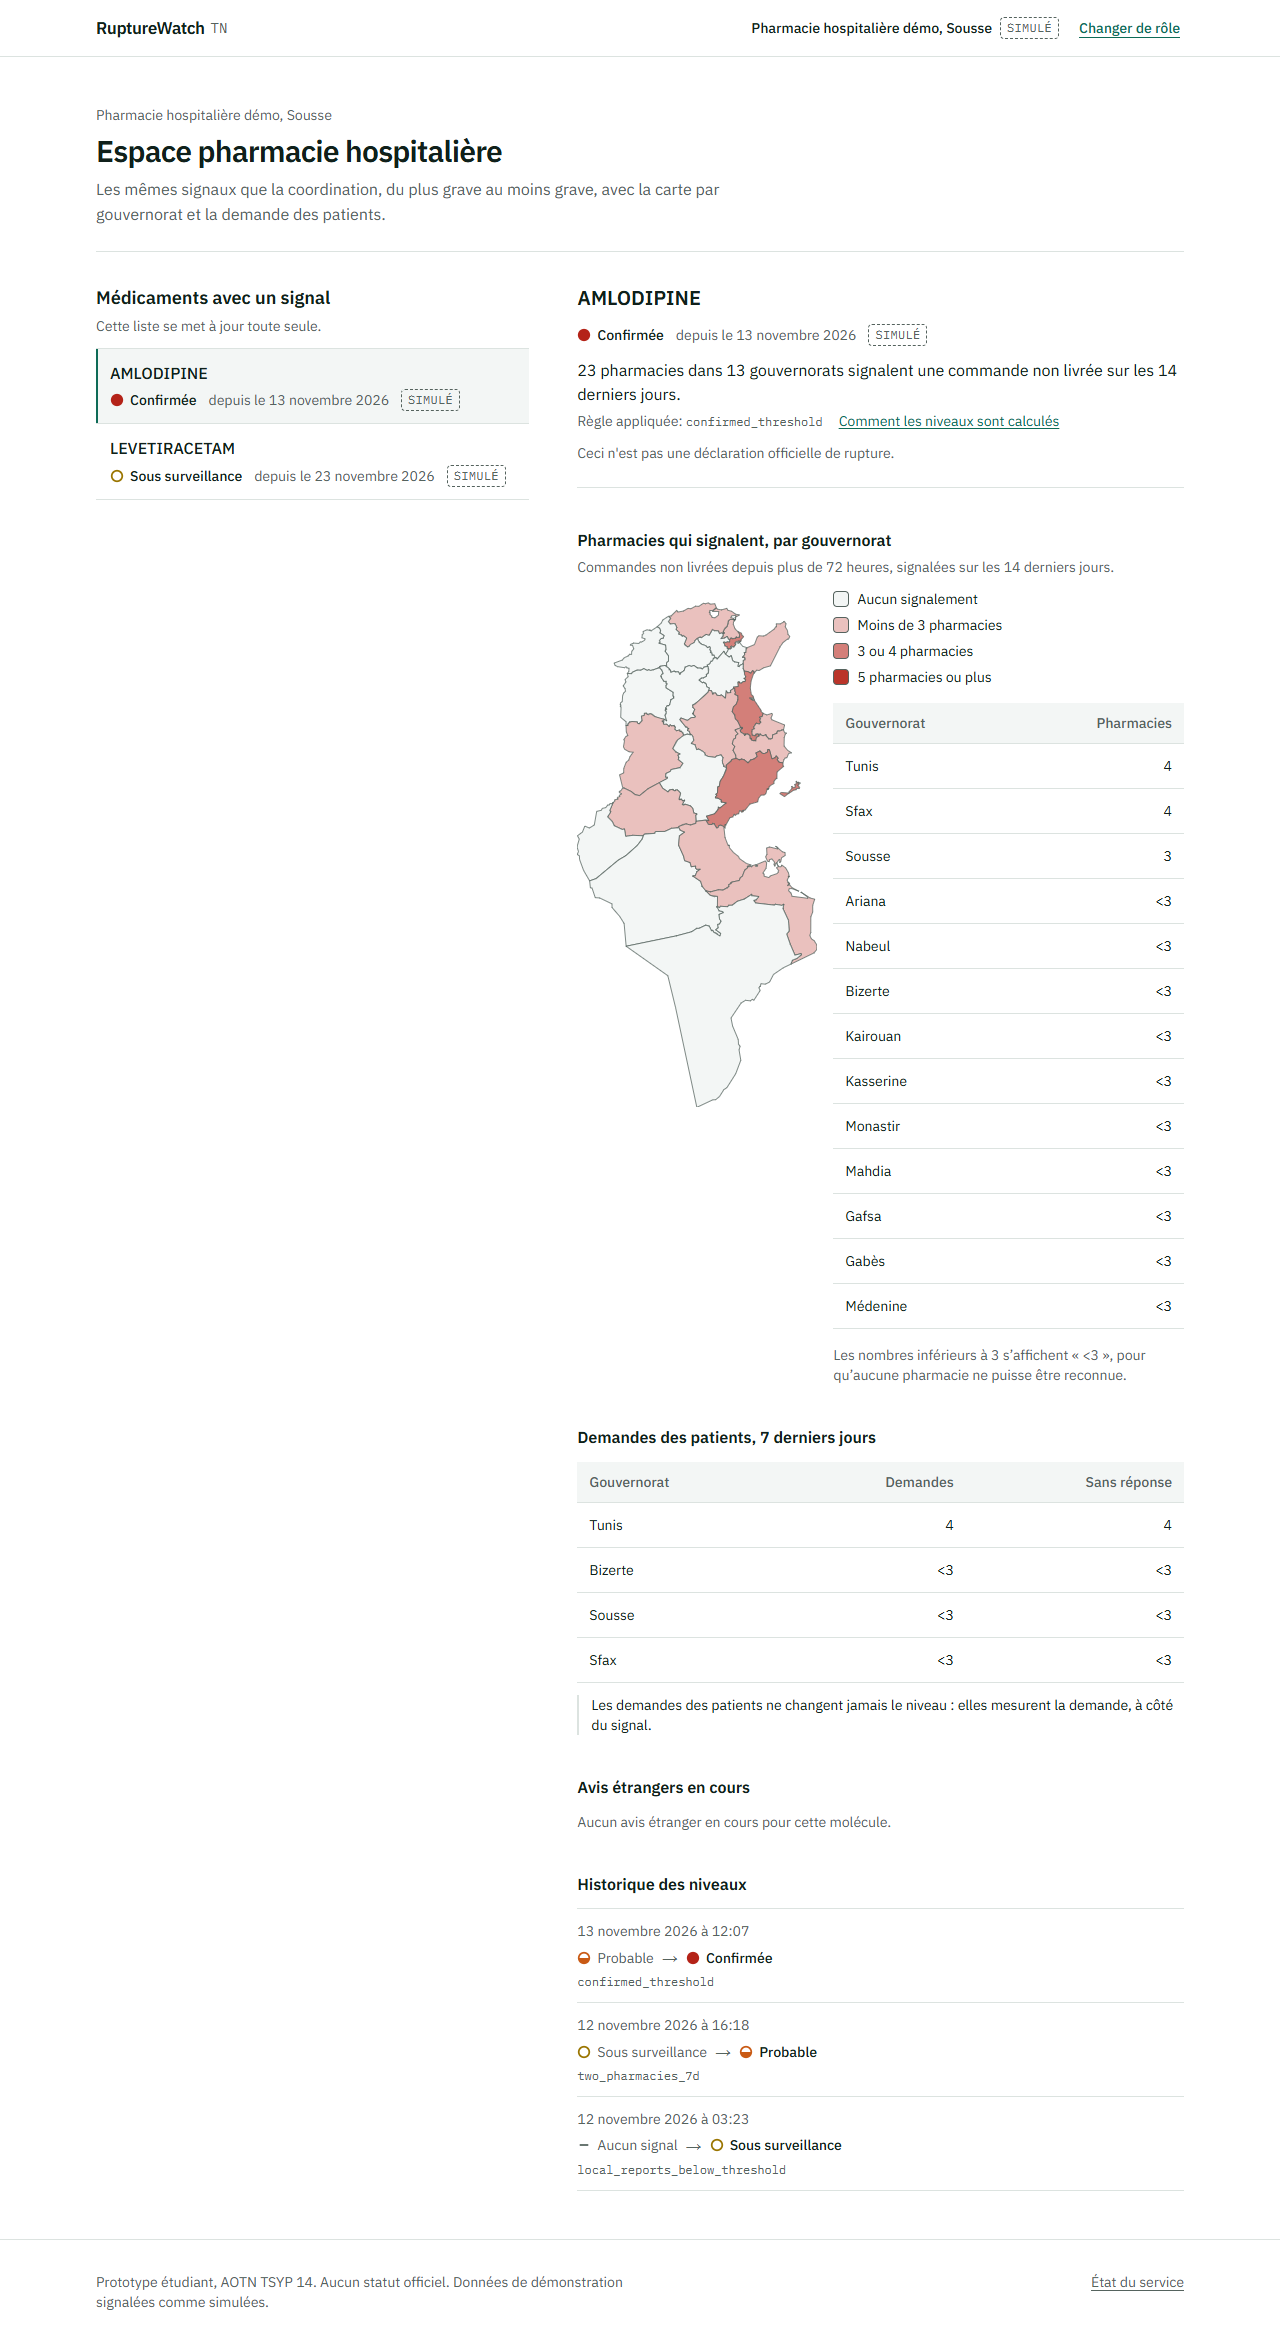 RuptureWatch TN
Pharmacie hospitalière démo, Sousse SIMULÉ Changer de rôle
Pharmacie hospitalière démo, Sousse
Espace pharmacie hospitalière
Les mêmes signaux que la coordination, du plus grave au moins grave, avec la carte par
gouvernorat et la demande des patients.
Médicaments avec un signal
Cette liste se met à jour toute seule.
AMLODIPINE
Confirmée depuis le 13 novembre 2026 SIMULÉ
LEVETIRACETAM
Sous surveillance depuis le 23 novembre 2026 SIMULÉ
AMLODIPINE
Confirmée depuis le 13 novembre 2026 SIMULÉ
23 pharmacies dans 13 gouvernorats signalent une commande non livrée sur les 14
derniers jours.
Règle appliquée: confirmed_threshold Comment les niveaux sont calculés
Ceci n'est pas une déclaration officielle de rupture.
Pharmacies qui signalent, par gouvernorat
Commandes non livrées depuis plus de 72 heures, signalées sur les 14 derniers jours.
Aucun signalement
Moins de 3 pharmacies
3 ou 4 pharmacies
5 pharmacies ou plus
Gouvernorat Pharmacies
Tunis 4
Sfax 4
Sousse 3
Ariana <3
Nabeul <3
Bizerte <3
Kairouan <3
Kasserine <3
Monastir <3
Mahdia <3
Gafsa <3
Gabès <3
Médenine <3
Les nombres inférieurs à 3 s’affichent « <3 », pour
qu’aucune pharmacie ne puisse être reconnue.
Demandes des patients, 7 derniers jours
Gouvernorat Demandes Sans réponse
Tunis 4 4
Bizerte <3 <3
Sousse <3 <3
Sfax <3 <3
Les demandes des patients ne changent jamais le niveau : elles mesurent la demande, à côté
du signal.
Avis étrangers en cours
Aucun avis étranger en cours pour cette molécule.
Historique des niveaux
13 novembre 2026 à 12:07
Probable → Confirmée
confirmed_threshold
12 novembre 2026 à 16:18
Sous surveillance → Probable
two_pharmacies_7d
12 novembre 2026 à 03:23
– Aucun signal → Sous surveillance
local_reports_below_threshold
Prototype étudiant, AOTN TSYP 14. Aucun statut officiel. Données de démonstration
signalées comme simulées.
État du service